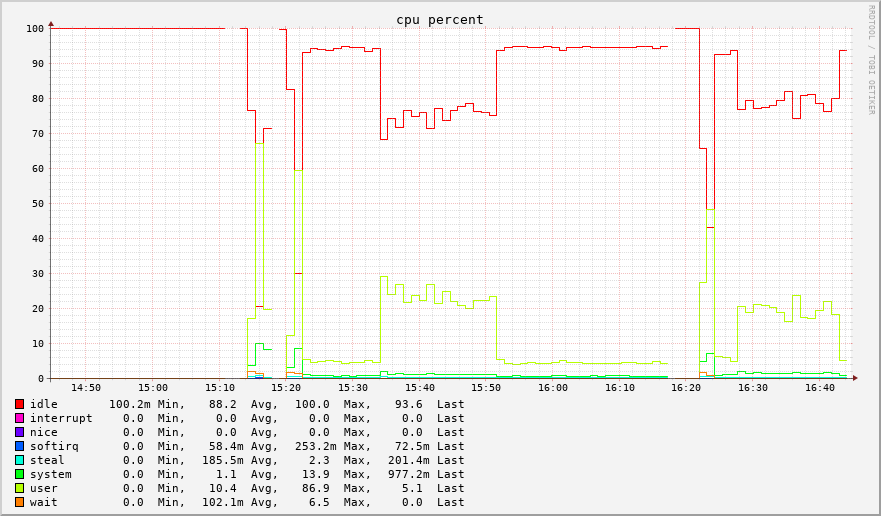 cpu percent
RRDTOOL / TOBI OETIKER
100
90
80
70
60
50
40
30
20
10
0
14:50 15:00 15:10 15:20 15:30 15:40 15:50 16:00 16:10 16:20 16:30 16:40
idle 100.2m Min, 88.2 Avg, 100.0 Max, 93.6 Last
interrupt 0.0 Min, 0.0 Avg, 0.0 Max, 0.0 Last
nice 0.0 Min, 0.0 Avg, 0.0 Max, 0.0 Last
softirq 0.0 Min, 58.4m Avg, 253.2m Max, 72.5m Last
steal 185.5m Min, 2.3 Avg, 201.4m Max, Last
system 0.0 Min, 1.1 Avg, 13.9 Max, 977.2m Last
user 0.0 Min, 10.4 Avg, 86.9 Max, 5.1 Last
wait 0.0 Min, 102.1m Avg, 6.5 Max, 0.0 Last